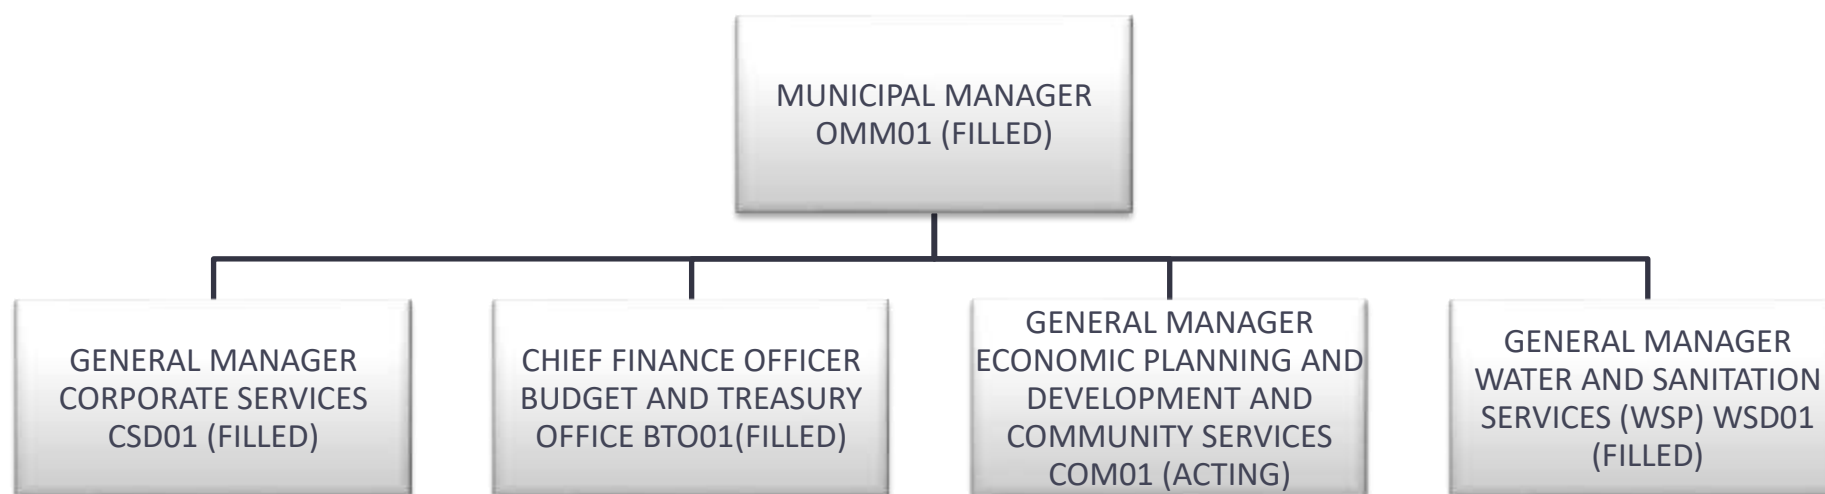 MUNICIPAL MANAGER
OMM01 (FILLED)
GENERAL MANAGER
CORPORATE SERVICES
CSD01 (FILLED)
CHIEF FINANCE OFFICER
BUDGET AND TREASURY
OFFICE BTO01(FILLED)
GENERAL MANAGER
ECONOMIC PLANNING AND
DEVELOPMENT AND
COMMUNITY SERVICES
COM01 (ACTING)
GENERAL MANAGER
WATER AND SANITATION
SERVICES (WSP) WSD01
(FILLED)